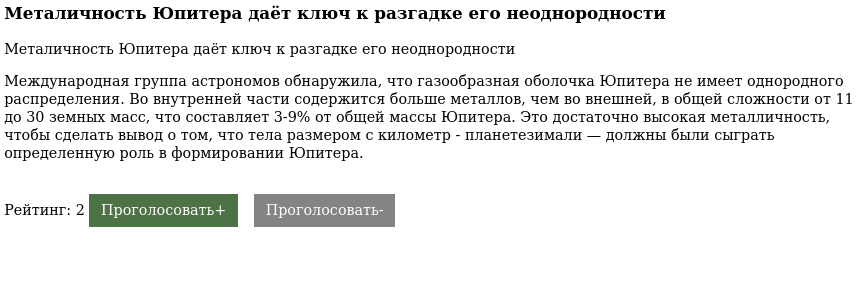 Металичность Юпитера даёт ключ к разгадке его неоднородности
Металичность Юпитера даёт ключ к разгадке его неоднородности
Международная группа астрономов обнаружила, что газообразная оболочка Юпитера не имеет однородного
распределения. Во внутренней части содержится больше металлов, чем во внешней, в общей сложности от 11
до 30 земных масс, что составляет 3-9% от общей массы Юпитера. Это достаточно высокая металличность,
чтобы сделать вывод о том, что тела размером с километр - планетезимали — должны были сыграть
определенную роль в формировании Юпитера.
Рейтинг: 2 Проголосовать+ Проголосовать-